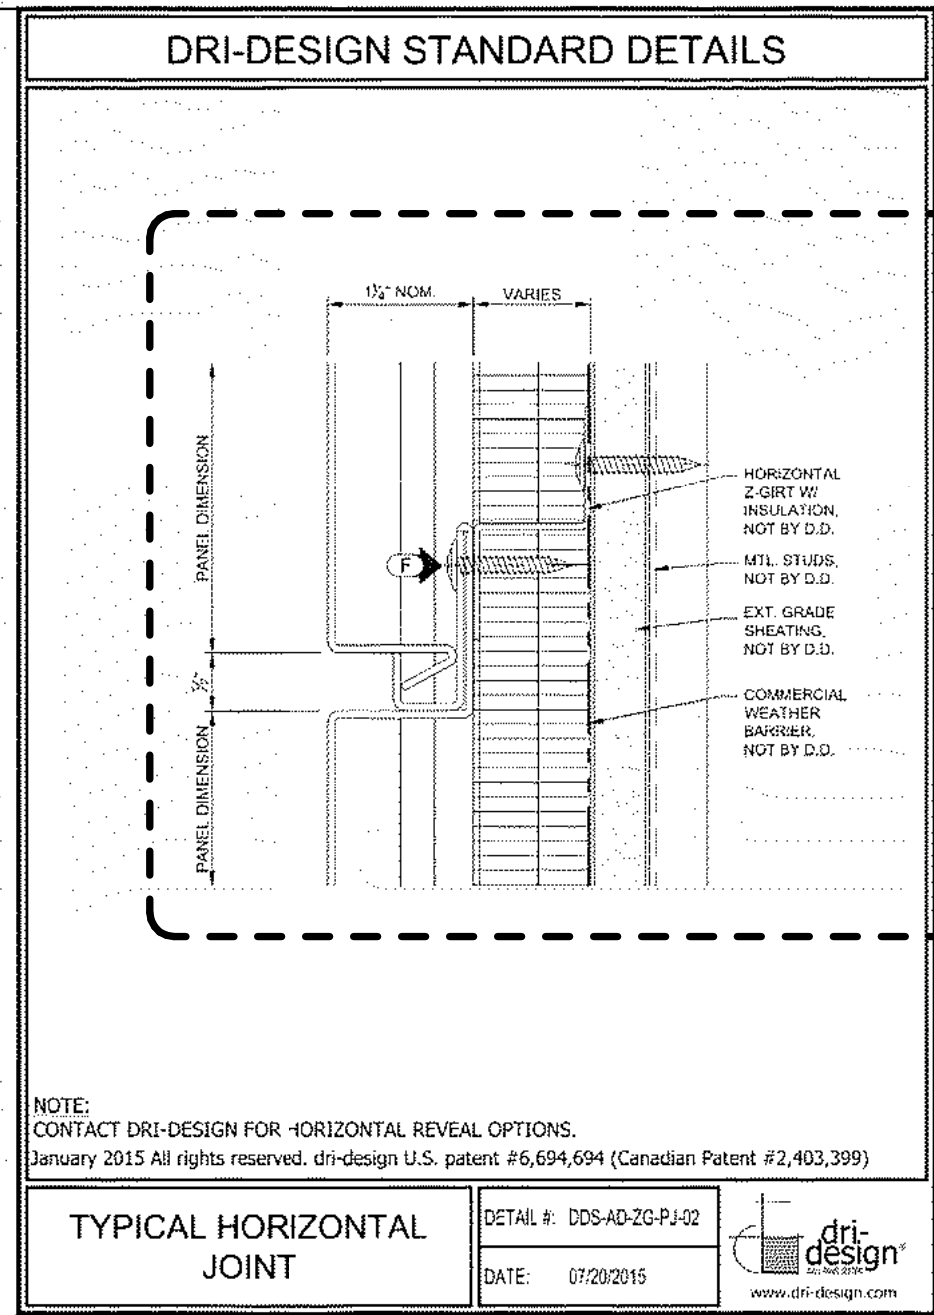 DRI-DESIGN STANDARD DETAILS
1¼" NOM.
VARIES
PANEL DIMENSION
½"
PANEL DIMENSION
F
HORIZONTAL
Z-GIRT W/
INSULATION,
NOT BY D.D.
MTL. STUDS,
NOT BY D.D.
EXT. GRADE
SHEATING,
NOT BY D.D.
COMMERCIAL
WEATHER
BARRIER,
NOT BY D.D.
NOTE:
CONTACT DRI-DESIGN FOR HORIZONTAL REVEAL OPTIONS.
January 2015 All rights reserved. dri-design U.S. patent #6,694,694 (Canadian Patent #2,403,399)
TYPICAL HORIZONTAL
JOINT
DETAIL #: DDS-AD-ZG-PJ-02
DATE: 07/20/2015
dri-
design®
www.dri-design.com